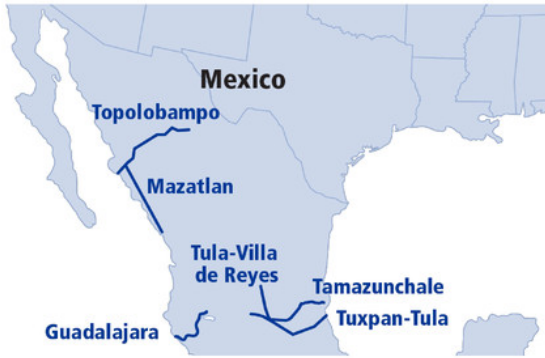 Mexico
Topolobampo
Mazatlan
Tula-Villa
de Reyes
Tamazunchale
Tuxpan-Tula
Guadalajara